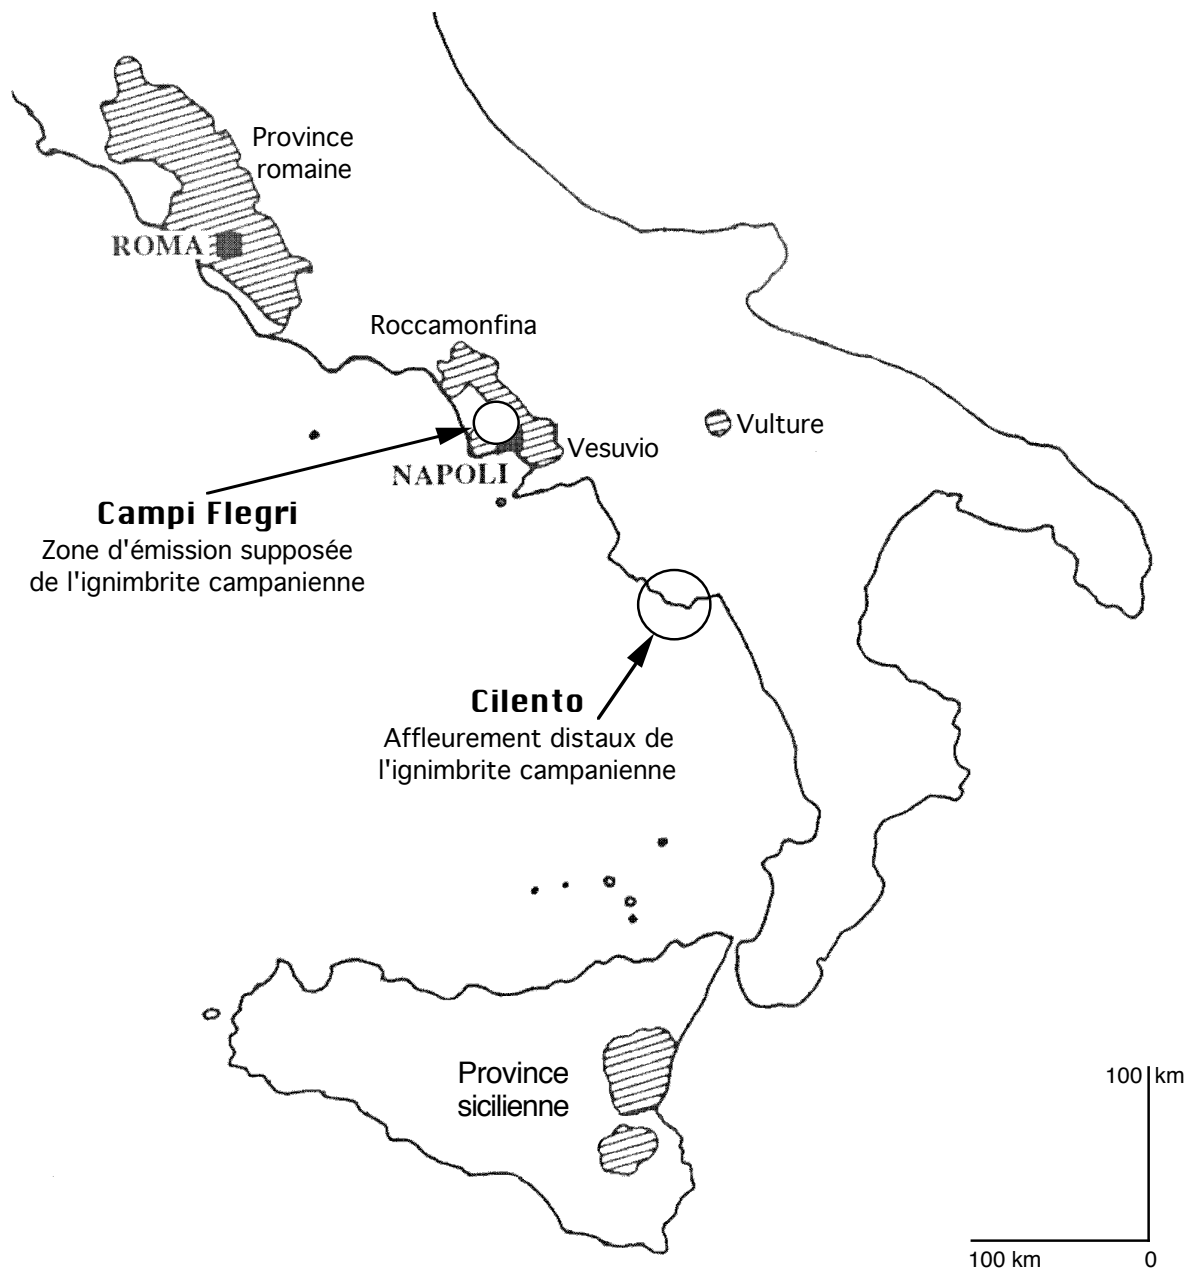 Province
romaine
ROMA
Roccamonfina
Vulture
Vesuvio
NAPOLI
Campi Flegri
Zone d'émission supposée
de l'ignimbrite campanienne
Cilento
Affleurement distaux de
l'ignimbrite campanienne
Province
sicilienne
100 km
100 km 0